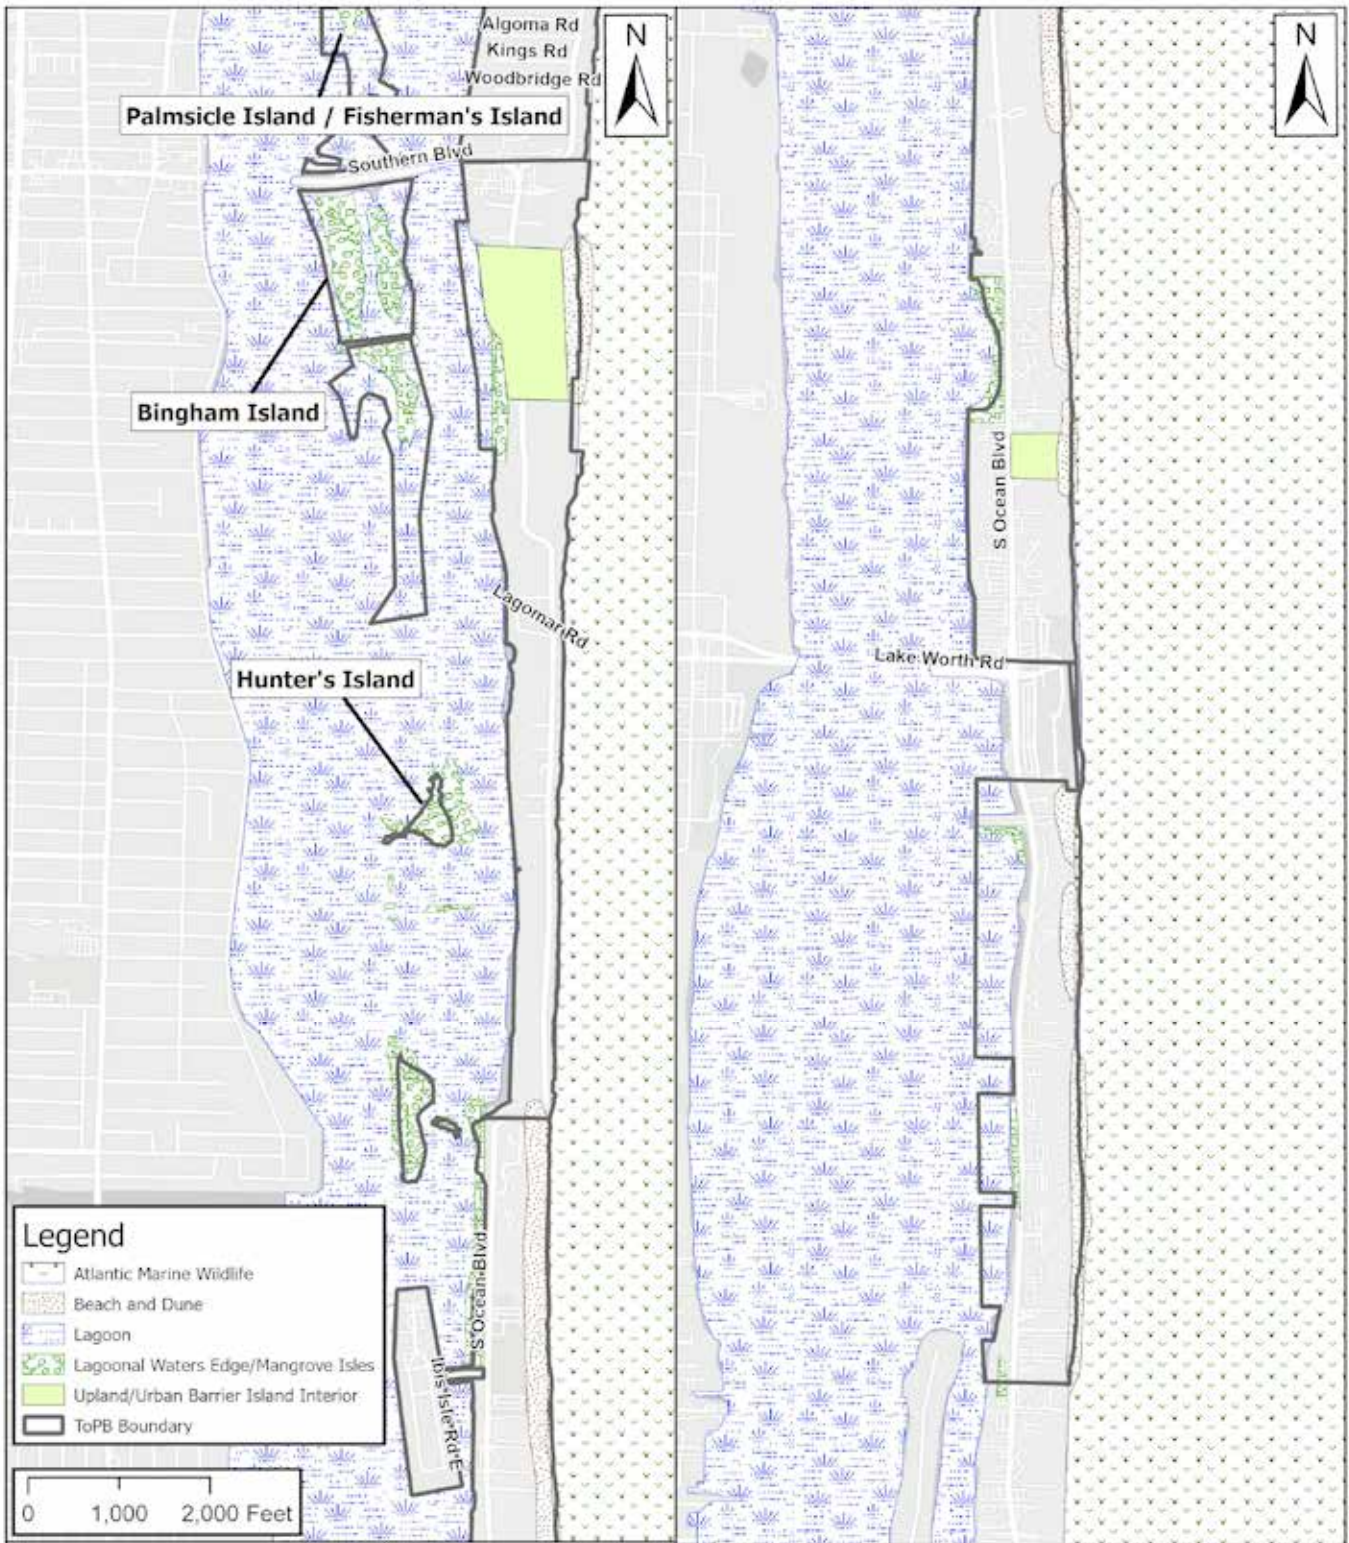 Algoma Rd
Kings Rd
Woodbridge Rd
N
Palmsicle Island / Fisherman's Island
Southern Blvd
Bingham Island
Lagomar Rd
Hunter's Island
S Ocean Blvd
Ibis Isle Rd E
Legend
Atlantic Marine Wildlife
Beach and Dune
Lagoon
Lagoonal Waters Edge/Mangrove Isles
Upland/Urban Barrier Island Interior
ToPB Boundary
0 1,000 2,000 Feet
N
S Ocean Blvd
Lake Worth Rd